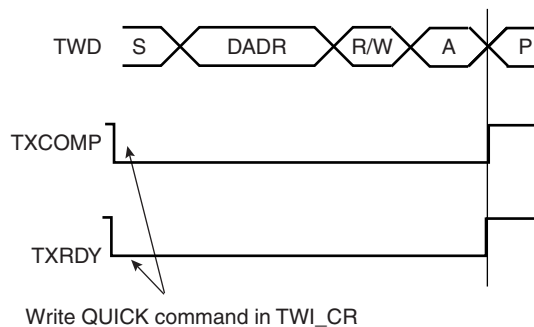 TWD S DADR R/W A P
TXCOMP
TXRDY
Write QUICK command in TWI_CR